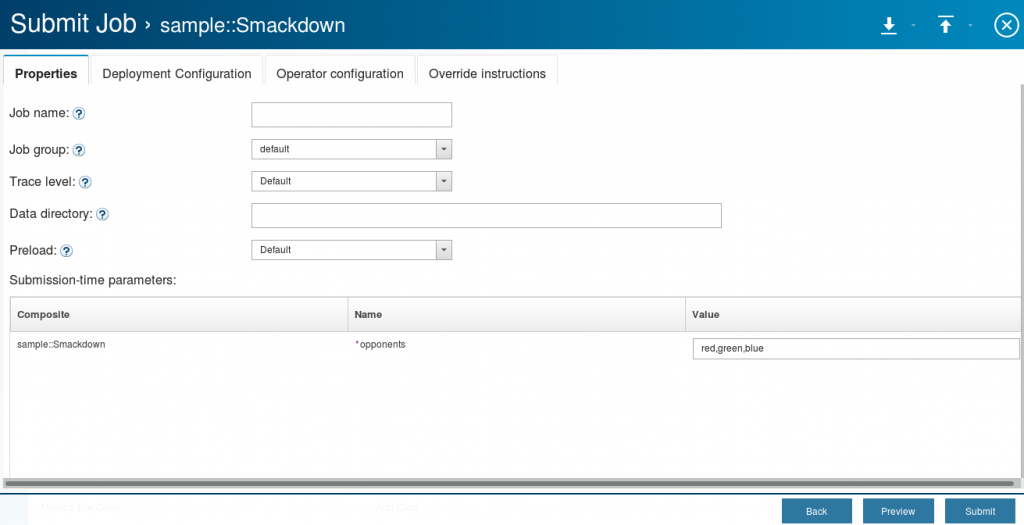 Submit Job › sample::Smackdown
Properties Deployment Configuration Operator configuration Override instructions
Job name: ?
Job group: ? default
Trace level: ? Default
Data directory: ?
Preload: ? Default
Submission-time parameters:
Composite Name Value
sample::Smackdown *opponents red,green,blue
Back Preview Submit